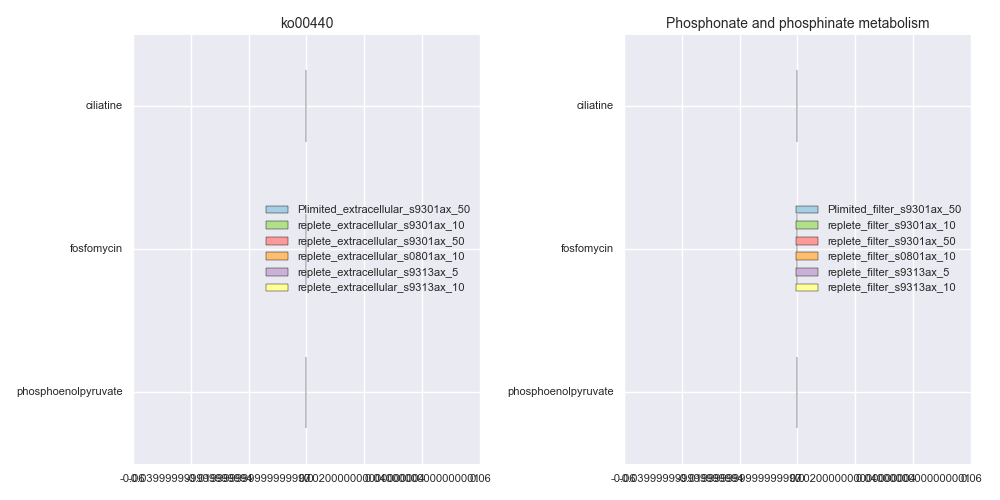 ko00440
Phosphonate and phosphinate metabolism
ciliatine
fosfomycin
phosphoenolpyruvate
Plimited_extracellular_s9301ax_50
replete_extracellular_s9301ax_10
replete_extracellular_s9301ax_50
replete_extracellular_s0801ax_10
replete_extracellular_s9313ax_5
replete_extracellular_s9313ax_10
ciliatine
fosfomycin
phosphoenolpyruvate
Plimited_filter_s9301ax_50
replete_filter_s9301ax_10
replete_filter_s9301ax_50
replete_filter_s0801ax_10
replete_filter_s9313ax_5
replete_filter_s9313ax_10